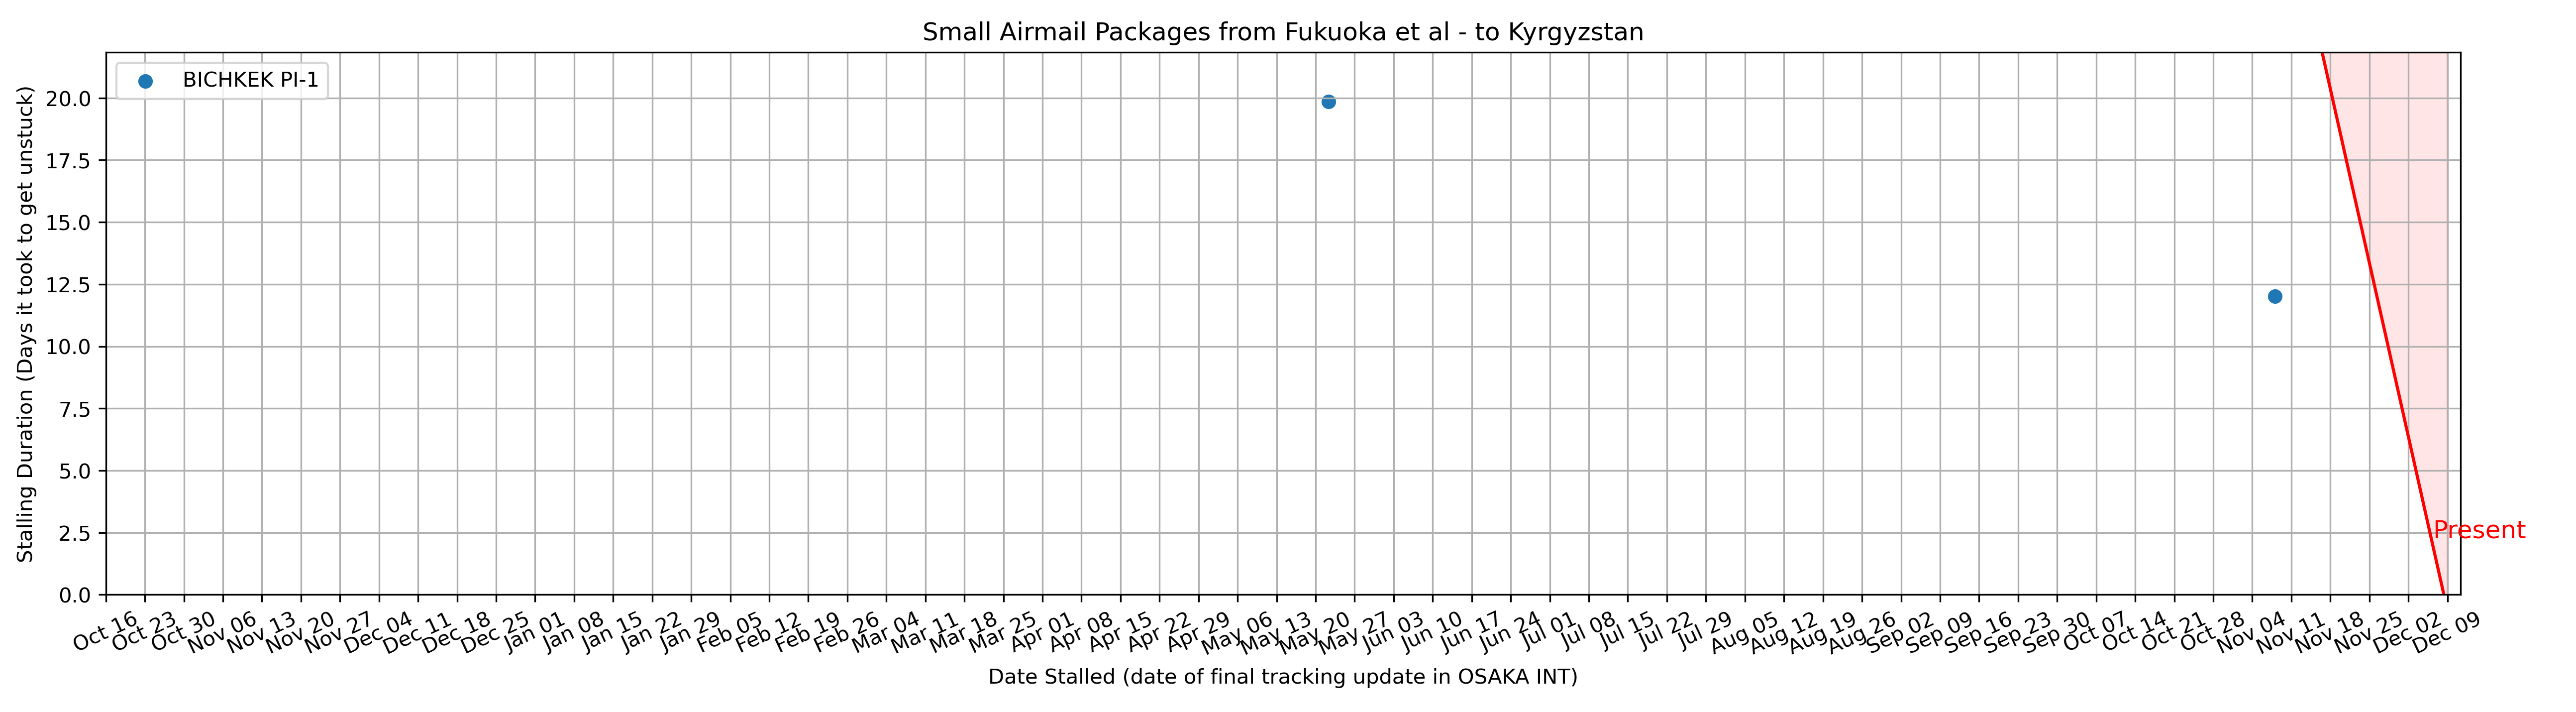 Small Airmail Packages from Fukuoka et al - to Kyrgyzstan
BICHKEK PI-1
Stalling Duration (Days it took to get unstuck)
20.0
17.5
15.0
12.5
10.0
7.5
5.0
2.5
0.0
Present
Oct 16 Oct 23 Oct 30 Nov 06 Nov 13 Nov 20 Nov 27 Dec 04 Dec 11 Dec 18 Dec 25 Jan 01 Jan 08 Jan 15 Jan 22 Jan 29 Feb 05 Feb 12 Feb 19 Feb 26 Mar 04 Mar 11 Mar 18 Mar 25 Apr 01 Apr 08 Apr 15 Apr 22 Apr 29 May 06 May 13 May 20 May 27 Jun 03 Jun 10 Jun 17 Jun 24 Jul 01 Jul 08 Jul 15 Jul 22 Jul 29 Aug 05 Aug 12 Aug 19 Aug 26 Sep 02 Sep 09 Sep 16 Sep 23 Sep 30 Oct 07 Oct 14 Oct 21 Oct 28 Nov 04 Nov 11 Nov 18 Nov 25 Dec 02 Dec 09
Date Stalled (date of final tracking update in OSAKA INT)